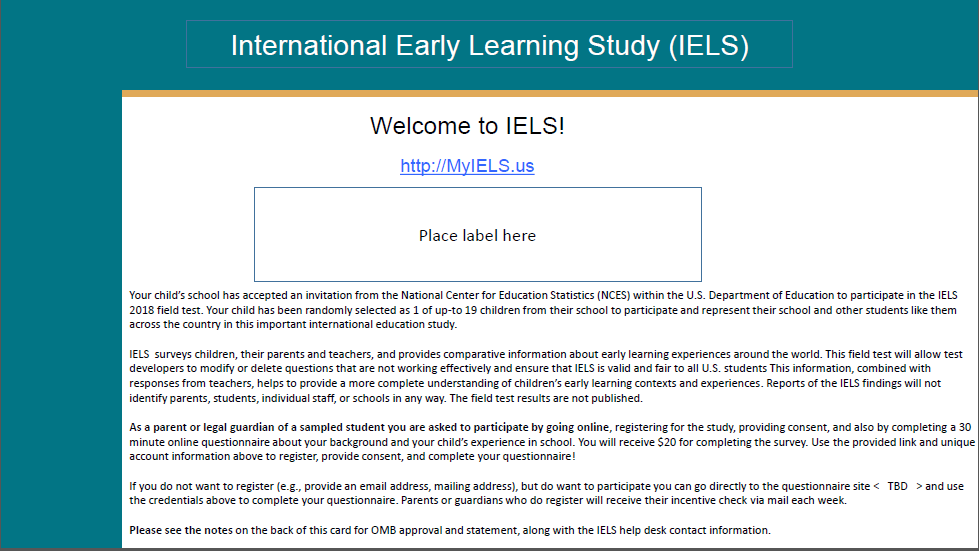 International Early Learning Study (IELS)
Welcome to IELS!
http://MyIELS.us
Place label here
Your child’s school has accepted an invitation from the National Center for Education Statistics (NCES) within the U.S. Department of Education to participate in the IELS
2018 field test. Your child has been randomly selected as 1 of up-to 19 children from their school to participate and represent their school and other students like them
across the country in this important international education study.
IELS  surveys children, their parents and teachers, and provides comparative information about early learning experiences around the world. This field test will allow test
developers to modify or delete questions that are not working effectively and ensure that IELS is valid and fair to all U.S. students This information, combined with
responses from teachers, helps to provide a more complete understanding of children’s early learning contexts and experiences. Reports of the IELS findings will not
identify parents, students, individual staff, or schools in any way. The field test results are not published.
As a parent or legal guardian of a sampled student you are asked to participate by going online, registering for the study, providing consent, and also by completing a 30
minute online questionnaire about your background and your child’s experience in school. You will receive $20 for completing the survey. Use the provided link and unique
account information above to register, provide consent, and complete your questionnaire!
If you do not want to register (e.g., provide an email address, mailing address), but do want to participate you can go directly to the questionnaire site <  TBD  > and use
the credentials above to complete your questionnaire. Parents or guardians who do register will receive their incentive check via mail each week.
Please see the notes on the back of this card for OMB approval and statement, along with the IELS help desk contact information.